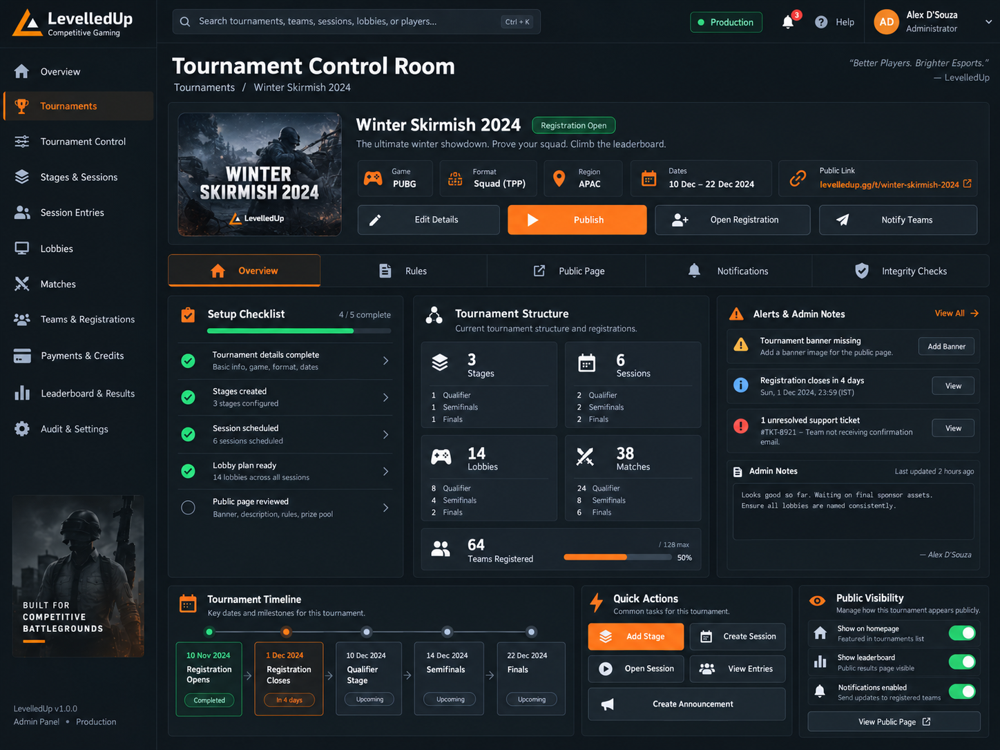 LevelledUp
Competitive Gaming
Search tournaments, teams, sessions, lobbies, or players...
Ctrl + K
Production
3
Help
AD
Alex D'Souza
Administrator
Overview
Tournaments
Tournament Control
Stages & Sessions
Session Entries
Lobbies
Matches
Teams & Registrations
Payments & Credits
Leaderboard & Results
Audit & Settings
BUILT FOR
COMPETITIVE
BATTLEGROUNDS
LevelledUp v1.0.0
Admin Panel • Production
Tournament Control Room
Tournaments / Winter Skirmish 2024
“Better Players. Brighter Esports.”
— LevelledUp
WINTER
SKIRMISH 2024
LevelledUp
Winter Skirmish 2024
Registration Open
The ultimate winter showdown. Prove your squad. Climb the leaderboard.
Game
PUBG
Format
Squad (TPP)
Region
APAC
Dates
10 Dec – 22 Dec 2024
Public Link
levelledup.gg/t/winter-skirmish-2024
Edit Details
Publish
Open Registration
Notify Teams
Overview
Rules
Public Page
Notifications
Integrity Checks
Setup Checklist
4 / 5 complete
Tournament details complete
Basic info, game, format, dates
Stages created
3 stages configured
Session scheduled
6 sessions scheduled
Lobby plan ready
14 lobbies across all sessions
Public page reviewed
Banner, description, rules, prize pool
Tournament Structure
Current tournament structure and registrations.
3
Stages
1 Qualifier
1 Semifinals
1 Finals
6
Sessions
2 Qualifier
2 Semifinals
2 Finals
14
Lobbies
8 Qualifier
4 Semifinals
2 Finals
38
Matches
24 Qualifier
8 Semifinals
6 Finals
64
Teams Registered
/ 128 max
50%
Alerts & Admin Notes
View All
Tournament banner missing
Add a banner image for the public page.
Add Banner
Registration closes in 4 days
Sun, 1 Dec 2024, 23:59 (IST)
View
1 unresolved support ticket
#TKT-8921 – Team not receiving confirmation
email.
View
Admin Notes
Last updated 2 hours ago
Looks good so far. Waiting on final sponsor assets.
Ensure all lobbies are named consistently.
— Alex D'Souza
Tournament Timeline
Key dates and milestones for this tournament.
10 Nov 2024
Registration
Opens
Completed
1 Dec 2024
Registration
Closes
In 4 days
10 Dec 2024
Qualifier
Stage
Upcoming
14 Dec 2024
Semifinals
Upcoming
22 Dec 2024
Finals
Upcoming
Quick Actions
Common tasks for this tournament.
Add Stage
Create Session
Open Session
View Entries
Create Announcement
Public Visibility
Manage how this tournament appears publicly.
Show on homepage
Featured in tournaments list
Show leaderboard
Public results page visible
Notifications enabled
Send updates to registered teams
View Public Page